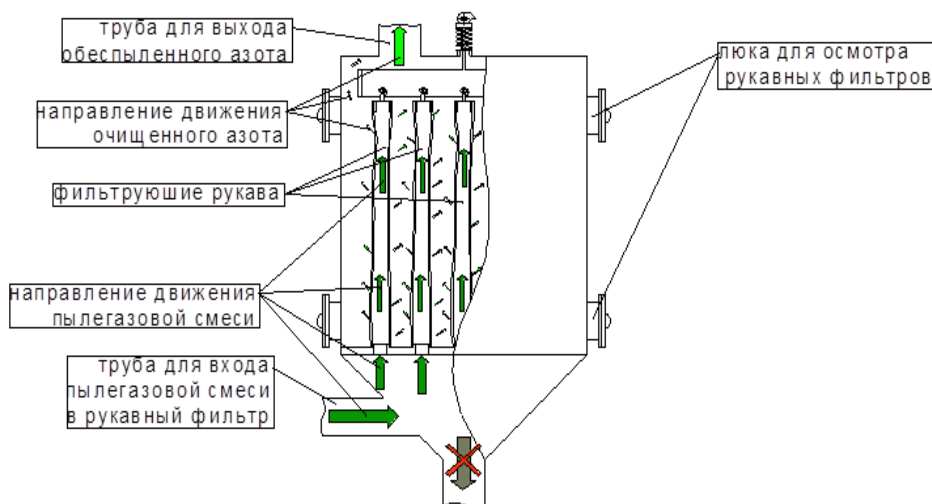 труба для выхода
обеспыленного азота
люка для осмотра
рукавных фильтров
направление движения
очищенного азота
фильтруюшие рукава
направление движения
пылегазовой смеси
труба для входа
пылегазовой смеси
в рукавный фильтр